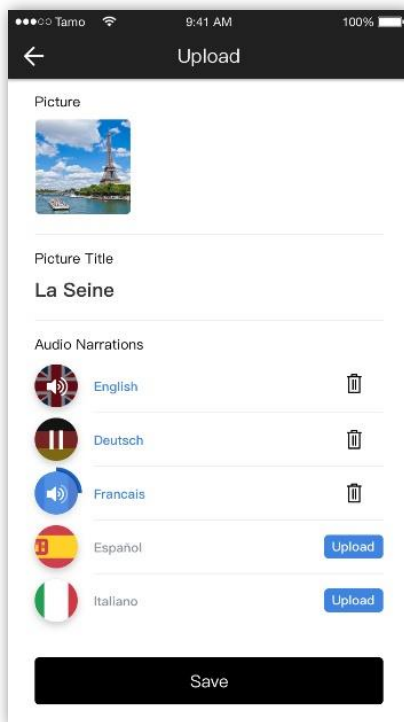 Tamo 9:41 AM 100%
Upload
Picture
Picture Title
La Seine
Audio Narrations
English
Deutsch
Francais
Español Upload
Italiano Upload
Save